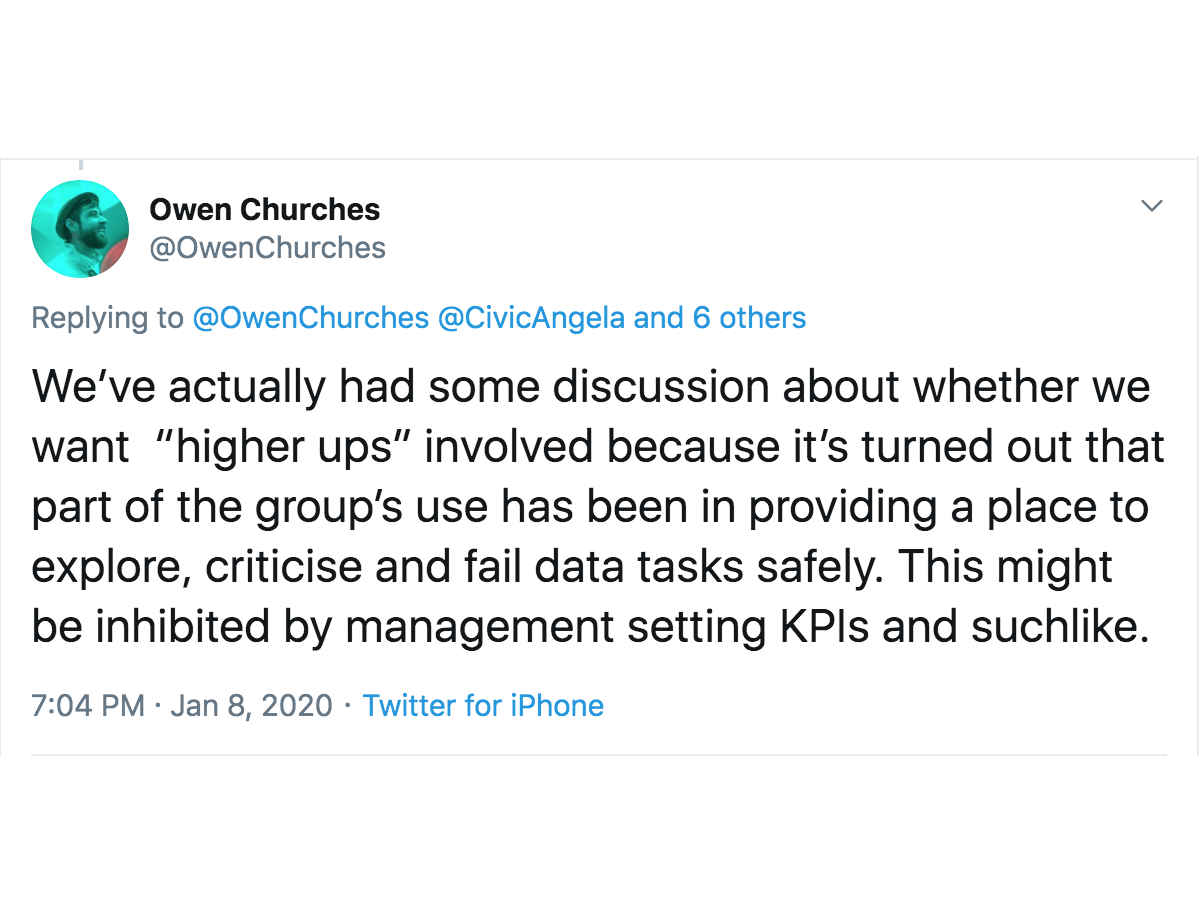 Owen Churches
@OwenChurches
Replying to @OwenChurches @CivicAngela and 6 others
We’ve actually had some discussion about whether we
want  “higher ups” involved because it’s turned out that
part of the group’s use has been in providing a place to
explore, criticise and fail data tasks safely. This might
be inhibited by management setting KPIs and suchlike.
7:04 PM · Jan 8, 2020 · Twitter for iPhone